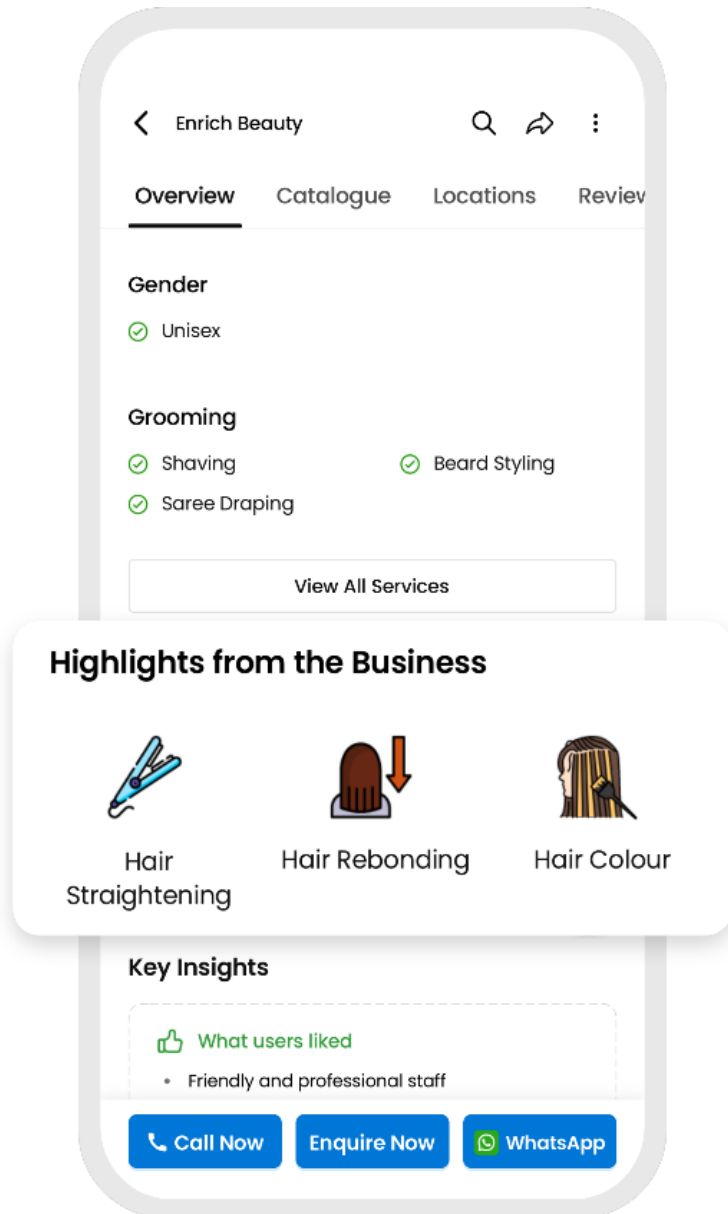 Enrich Beauty
Overview Catalogue Locations Review
Gender
Unisex
Grooming
Shaving Beard Styling
Saree Draping
View All Services
Highlights from the Business
Hair Straightening
Hair Rebonding
Hair Colour
Key Insights
What users liked
• Friendly and professional staff
Call Now Enquire Now WhatsApp